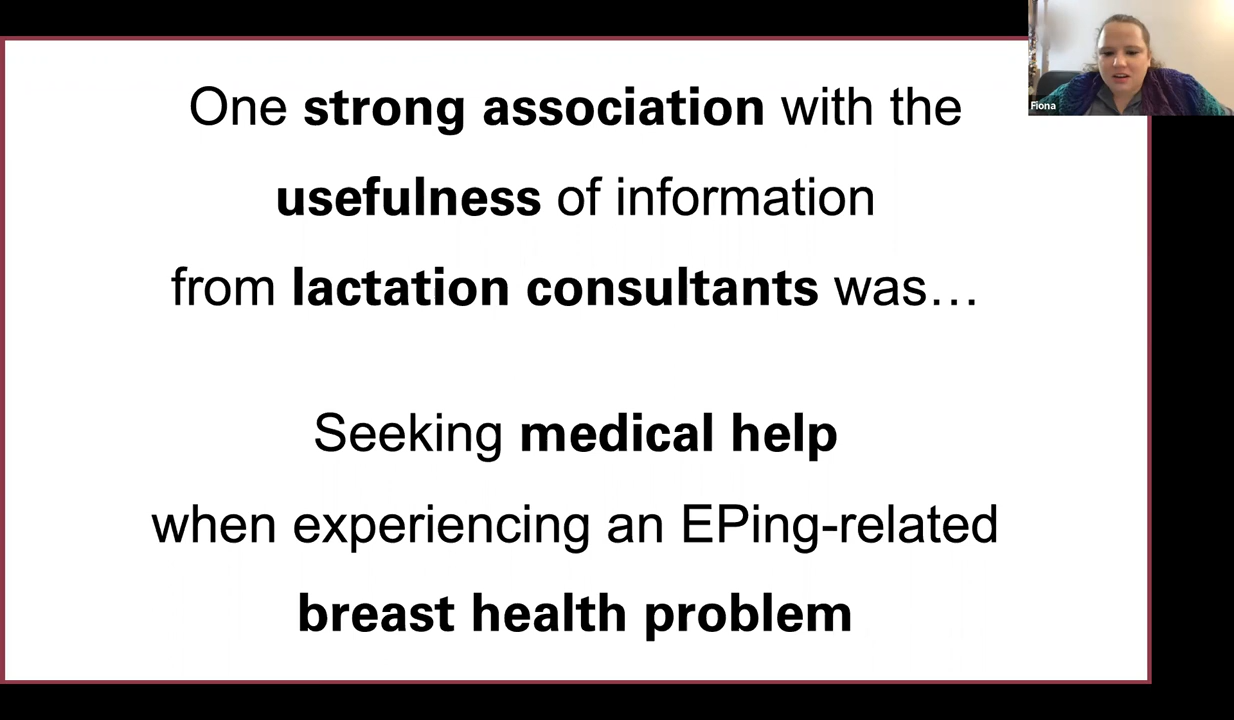 One strong association with the
usefulness of information
from lactation consultants was…
Seeking medical help
when experiencing an EPing-related
breast health problem
Fiona